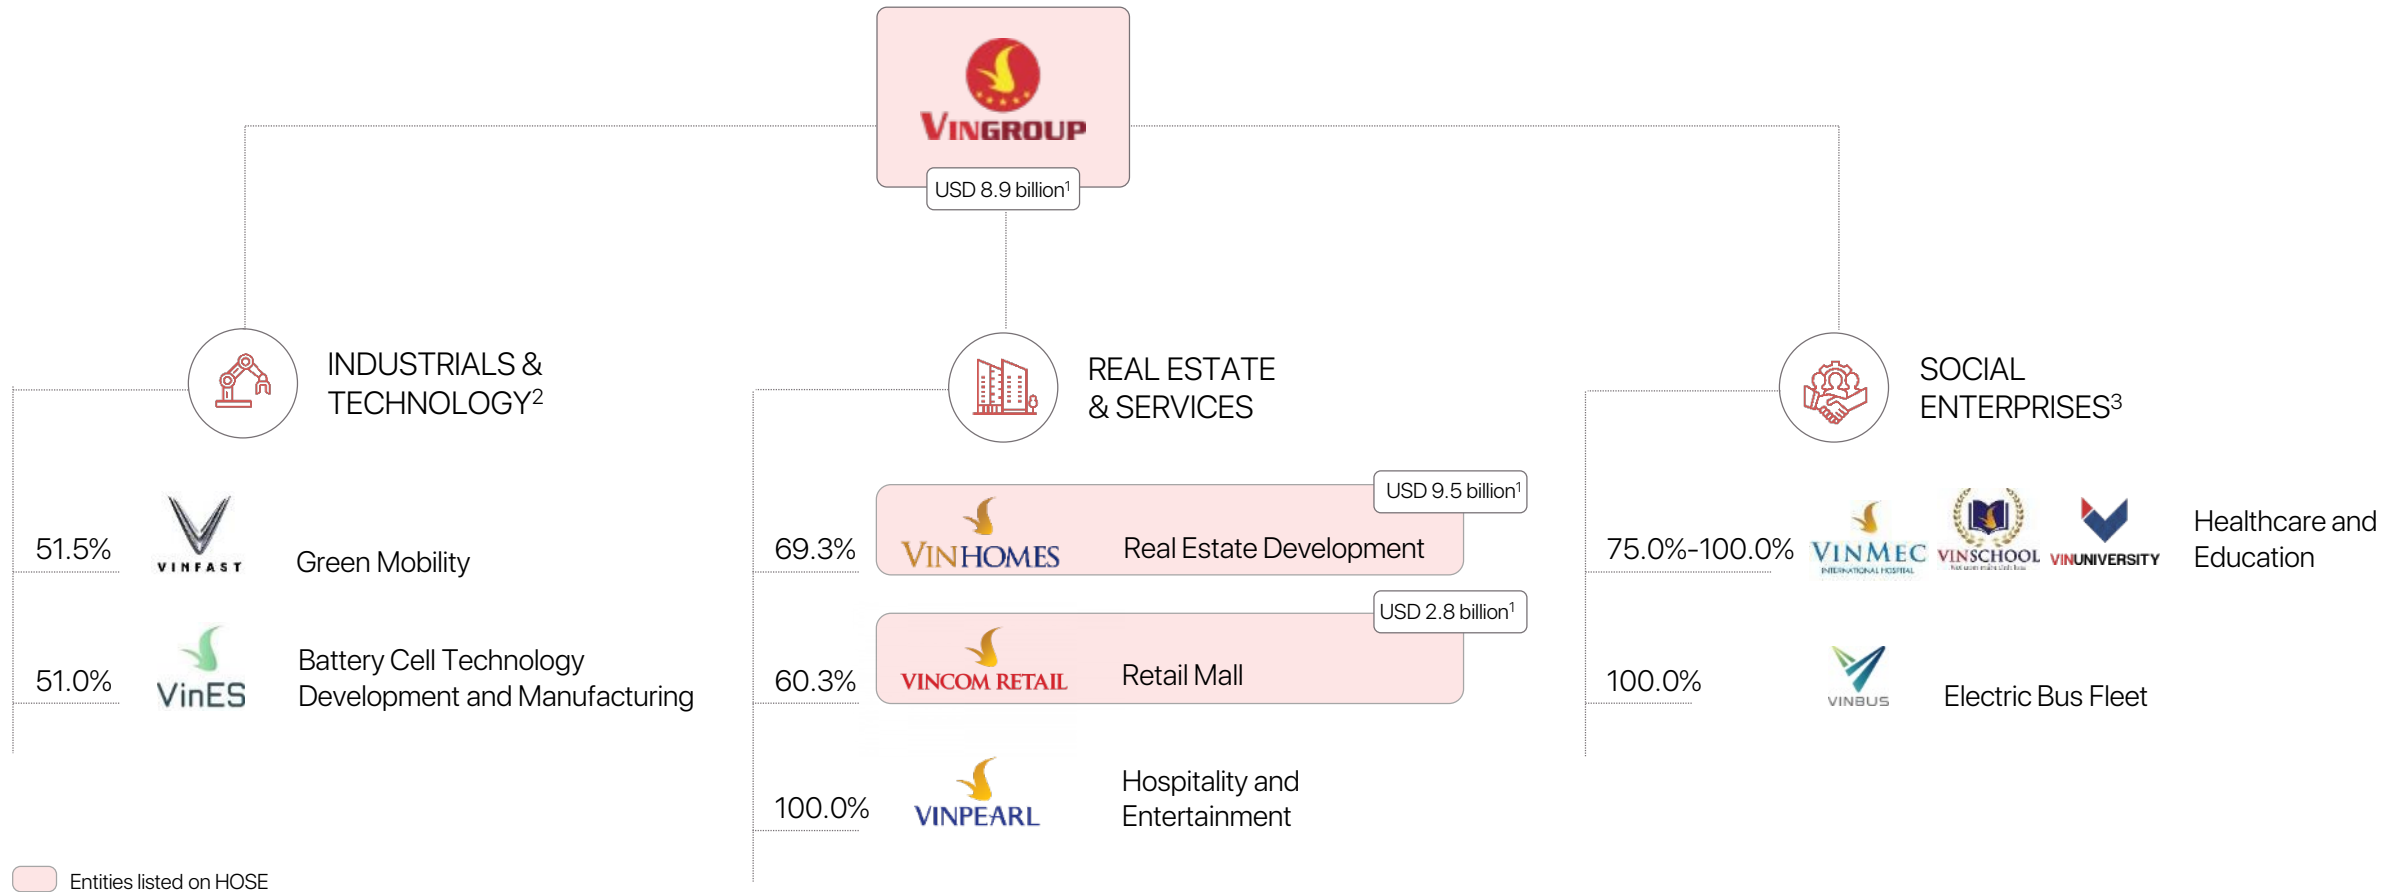 VINGROUP
USD 8.9 billion¹
INDUSTRIALS &
TECHNOLOGY²
51.5%
VINFAST
Green Mobility
51.0%
VinES
Battery Cell Technology
Development and Manufacturing
REAL ESTATE
& SERVICES
USD 9.5 billion¹
69.3%
VINHOMES
Real Estate Development
USD 2.8 billion¹
60.3%
VINCOM RETAIL
Retail Mall
100.0%
VINPEARL
Hospitality and
Entertainment
SOCIAL
ENTERPRISES³
75.0%-100.0%
VINMEC
INTERNATIONAL HOSPITAL
VINSCHOOL
VINUNIVERSITY
Healthcare and
Education
100.0%
VINBUS
Electric Bus Fleet
Entities listed on HOSE